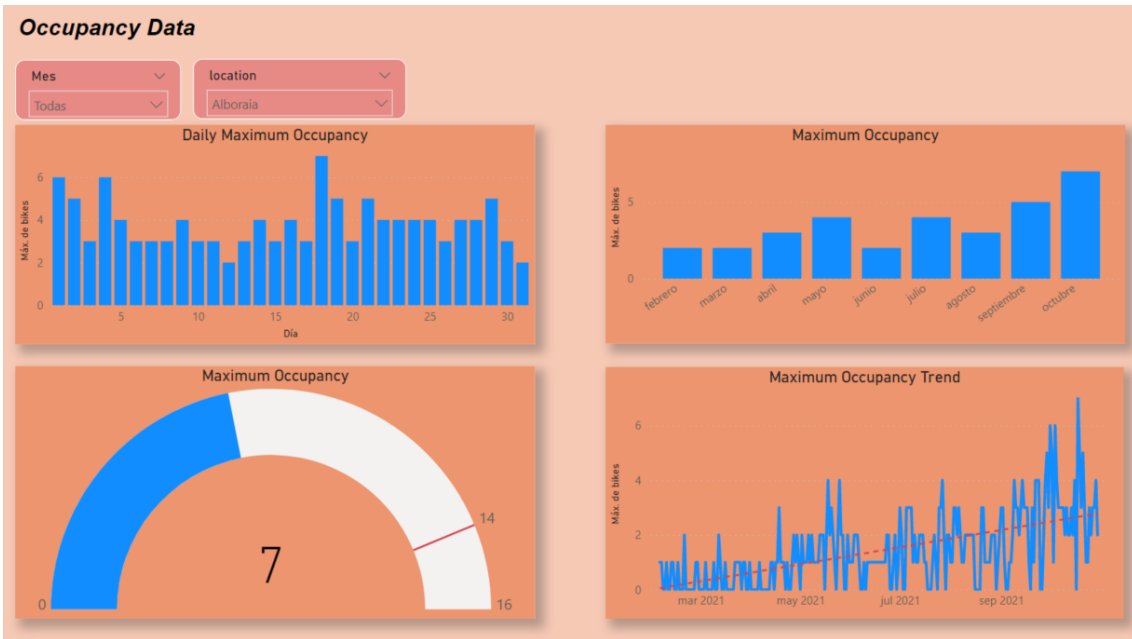 Occupancy Data
Mes
Todas
location
Alboraia
Daily Maximum Occupancy
Máx. de bikes
6
4
2
0
5 10 15 20 25 30
Día
Maximum Occupancy
Máx. de bikes
5
0
febrero marzo abril mayo junio julio agosto septiembre octubre
Maximum Occupancy
14
7
0 16
Maximum Occupancy Trend
Máx. de bikes
6
4
2
0
mar 2021 may 2021 jul 2021 sep 2021